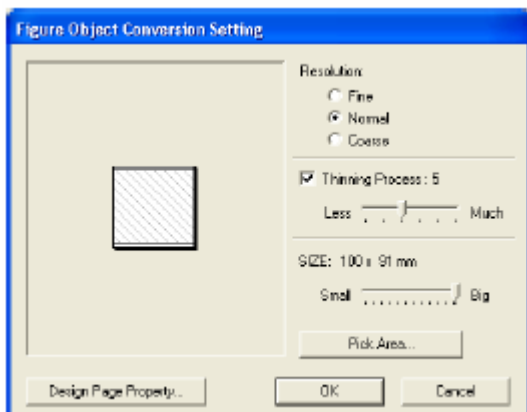 Figure Object Conversion Setting
Resolution:
Fine
Normal
Coarse
Thinning Process : 5
Less Much
SIZE: 100 x 91 mm
Small Big
Pick Area...
Design Page Property...
OK
Cancel